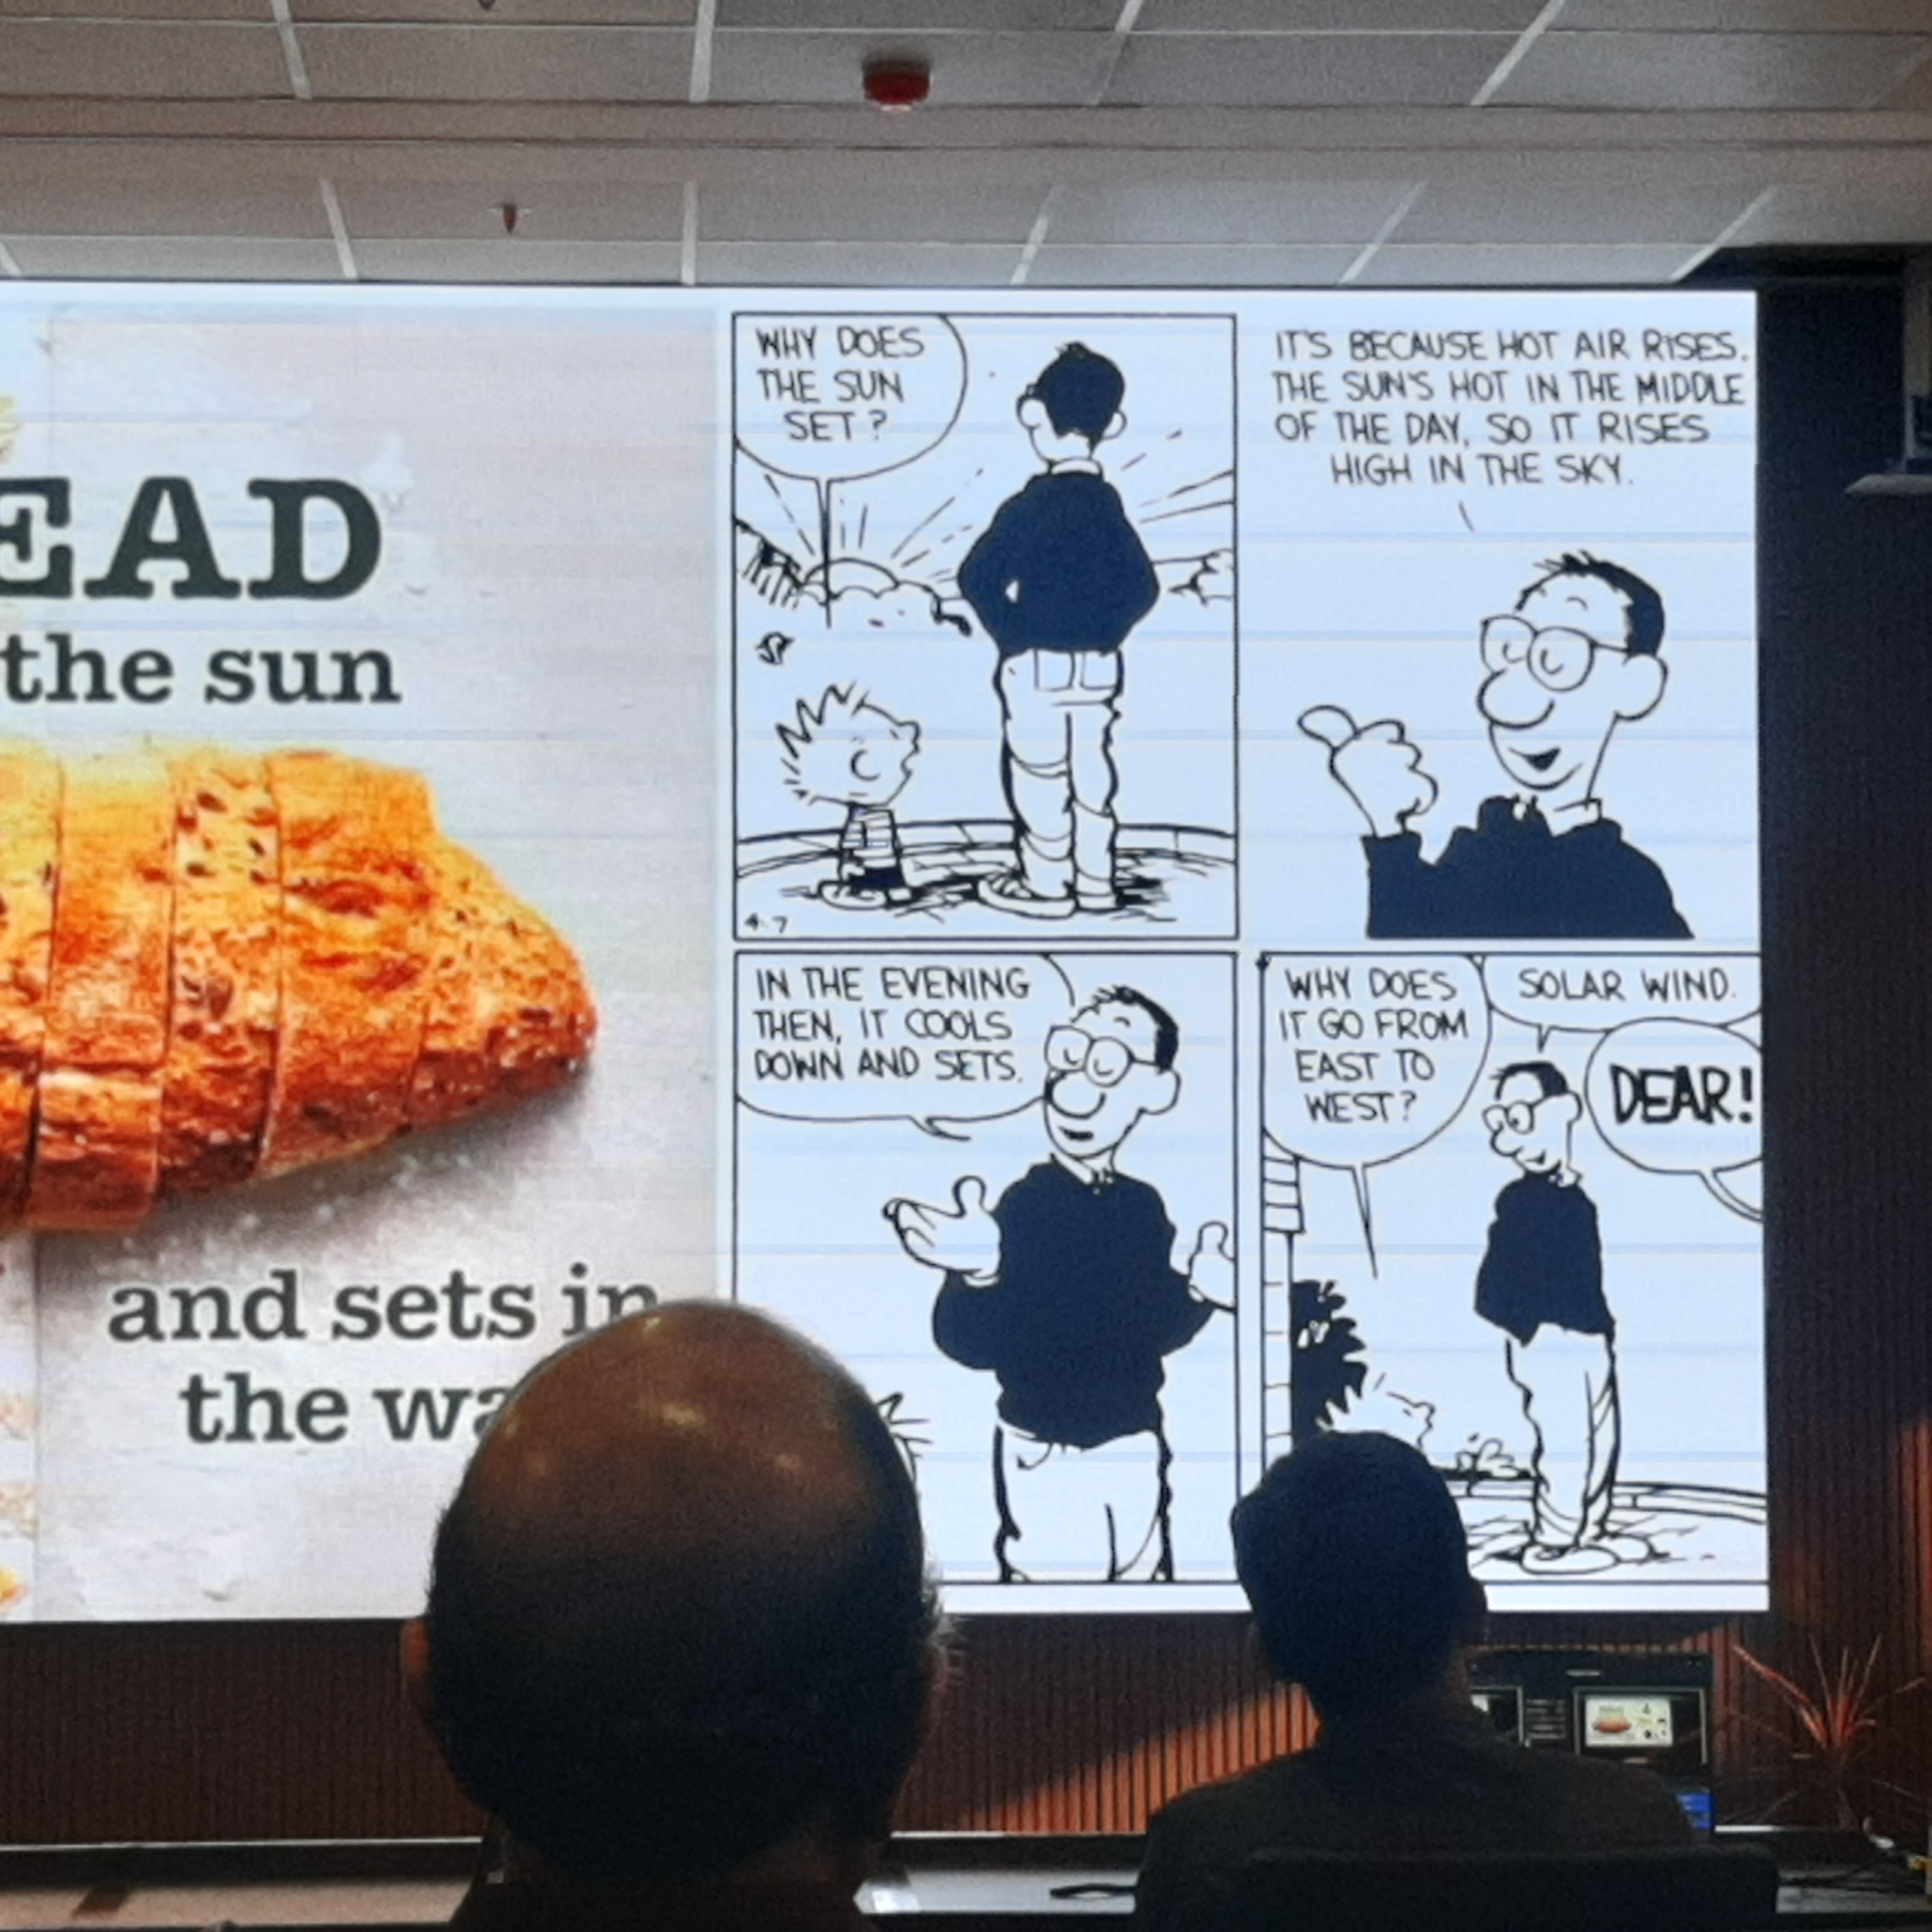 EAD
the sun
and sets in
the
WHY DOES
THE SUN
SET?
4.7
IT'S BECAUSE HOT AIR RISES.
THE SUN'S HOT IN THE MIDDLE
OF THE DAY, SO IT RISES
HIGH IN THE SKY.
IN THE EVENING
THEN, IT COOLS
DOWN AND SETS.
WHY DOES
IT GO FROM
EAST TO
WEST?
SOLAR WIND.
DEAR!